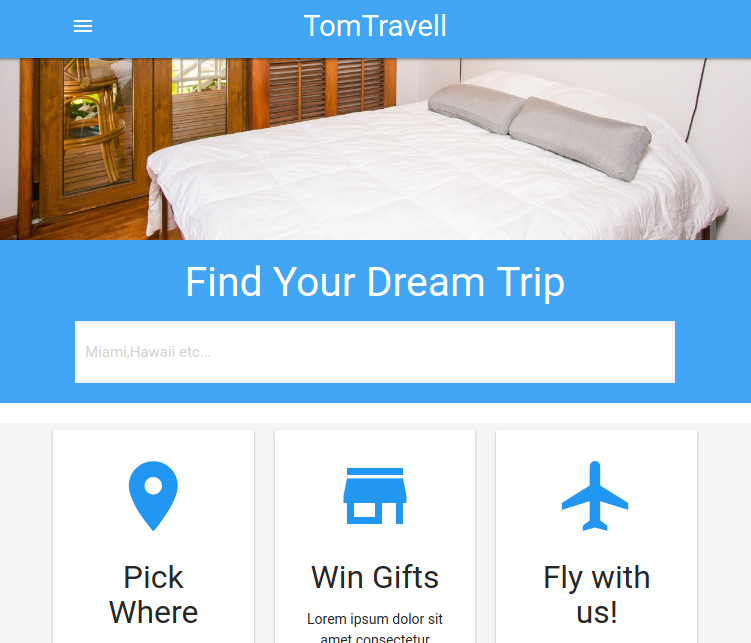 TomTravell
Find Your Dream Trip
Miami,Hawaii etc...
Pick
Where
Win Gifts
Lorem ipsum dolor sit
amet consectetur
Fly with
us!